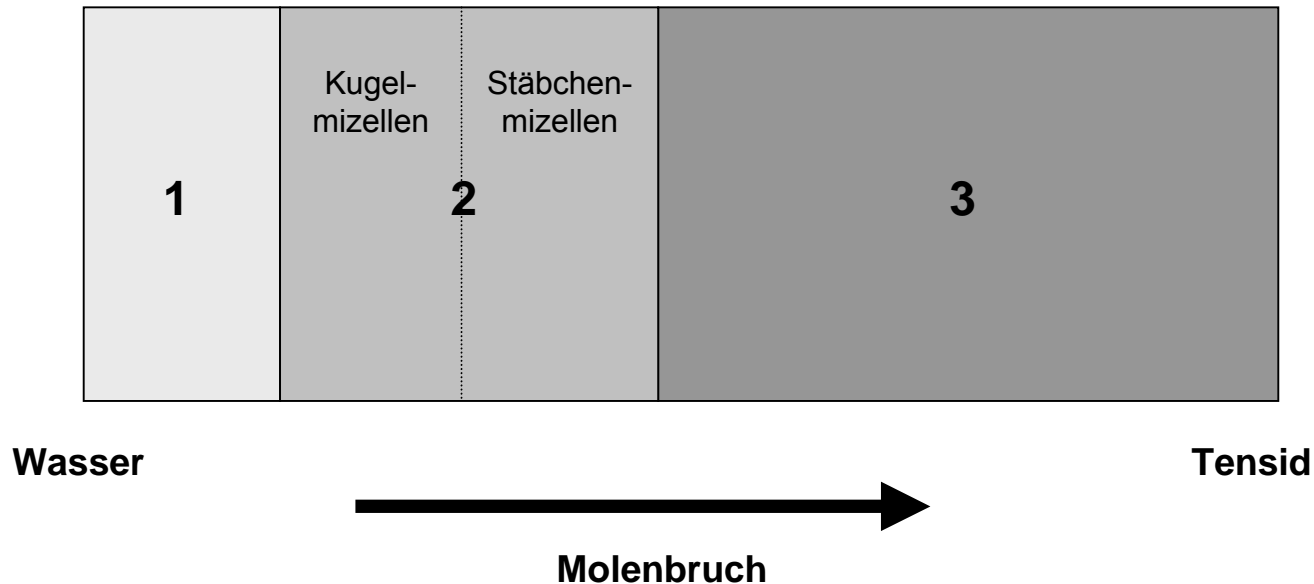 Kugel-
mizellen
Stäbchen-
mizellen
1
2
3
Wasser
Tensid
Molenbruch